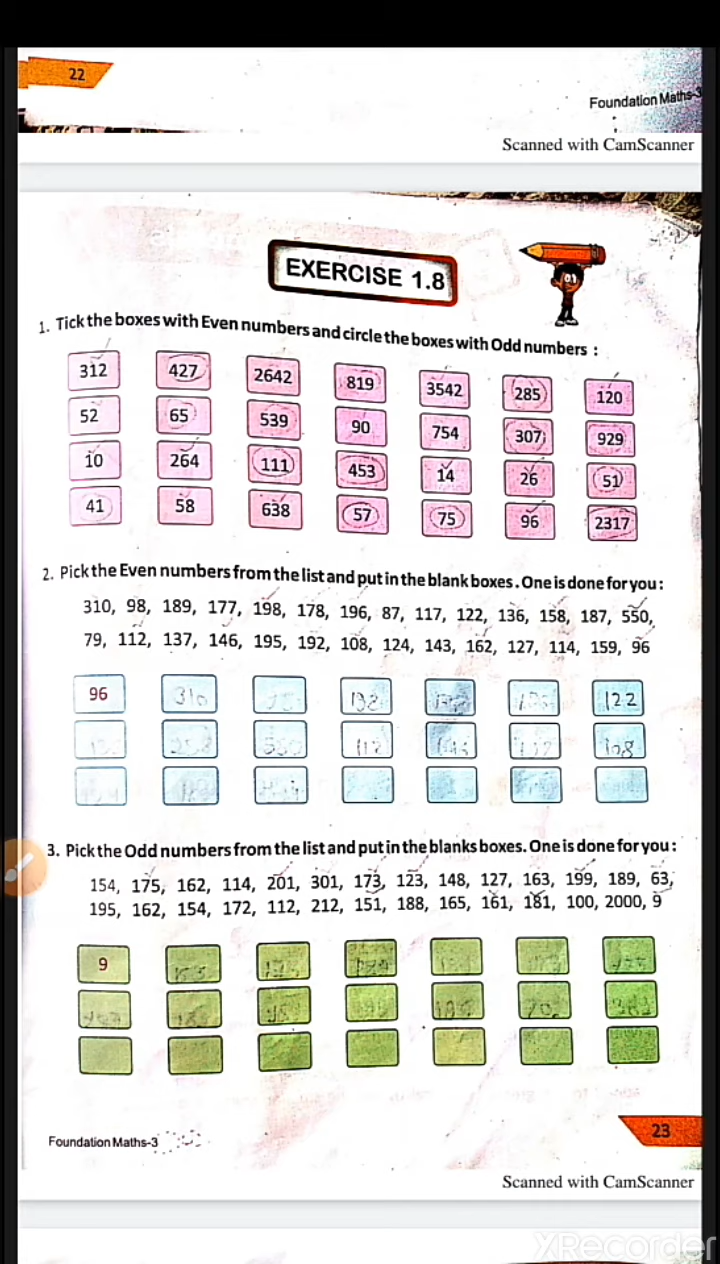 22
Foundation Maths-3
Scanned with CamScanner
EXERCISE 1.8
1. Tick the boxes with Even numbers and circle the boxes with Odd numbers :
312 427 2642 819 3542 285 120
52 65 539 90 754 307 929
10 264 111 453 14 26 51
41 58 638 57 75 96 2317
2. Pick the Even numbers from the list and put in the blank boxes. One is done for you :
310, 98, 189, 177, 198, 178, 196, 87, 117, 122, 136, 158, 187, 550,
79, 112, 137, 146, 195, 192, 108, 124, 143, 162, 127, 114, 159, 96
96 310 122
112 108
3. Pick the Odd numbers from the list and put in the blanks boxes. One is done for you :
154, 175, 162, 114, 201, 301, 173, 123, 148, 127, 163, 199, 189, 63,
195, 162, 154, 172, 112, 212, 151, 188, 165, 161, 181, 100, 2000, 9
9
Foundation Maths-3
23
Scanned with CamScanner
XRecorder